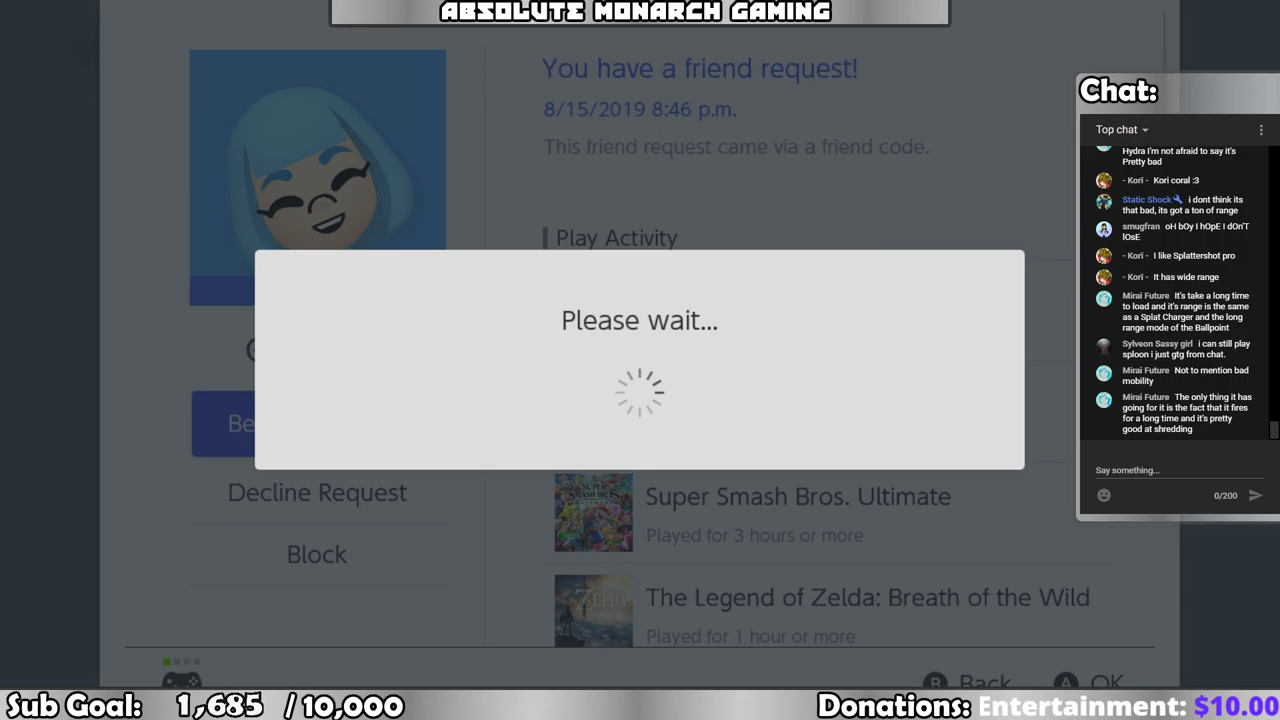 ABSOLUTE MONARCH GAMING
You have a friend request!
8/15/2019 8:46 p.m.
This friend request came via a friend code.
Play Activity
Please wait...
Be
Decline Request
Block
SUPER SMASH BROS. ULTIMATE
Super Smash Bros. Ultimate
Played for 3 hours or more
ZELDA
The Legend of Zelda: Breath of the Wild
Played for 1 hour or more
B Back
A OK
Chat:
Top chat
Hydra I'm not afraid to say it's
Pretty bad
- Kori - Kori coral :3
Static Shock i dont think its
that bad, its got a ton of range
smugfran oH bOy I hOpE I dOn'T
lOsE
- Kori - I like Splattershot pro
- Kori - It has wide range
Mirai Future It's take a long time
to load and it's range is the same
as a Splat Charger and the long
range mode of the Ballpoint
Sylveon Sassy girl i can still play
sploon i just gtg from chat.
Mirai Future Not to mention bad
mobility
Mirai Future The only thing it has
going for it is the fact that it fires
for a long time and it's pretty
good at shredding
Say something...
0/200
Sub Goal: 1,685 / 10,000
Donations: Entertainment: $10.00